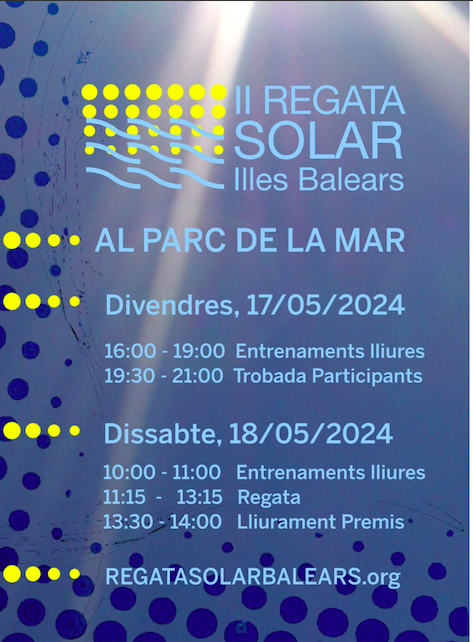 II REGATA
SOLAR
Illes Balears
AL PARC DE LA MAR
Divendres, 17/05/2024
16:00 - 19:00 Entrenaments lliures
19:30 - 21:00 Trobada Participants
Dissabte, 18/05/2024
10:00 - 11:00 Entrenaments lliures
11:15 - 13:15 Regata
13:30 - 14:00 Lliurament Premis
REGATASOLARBALEARS.org